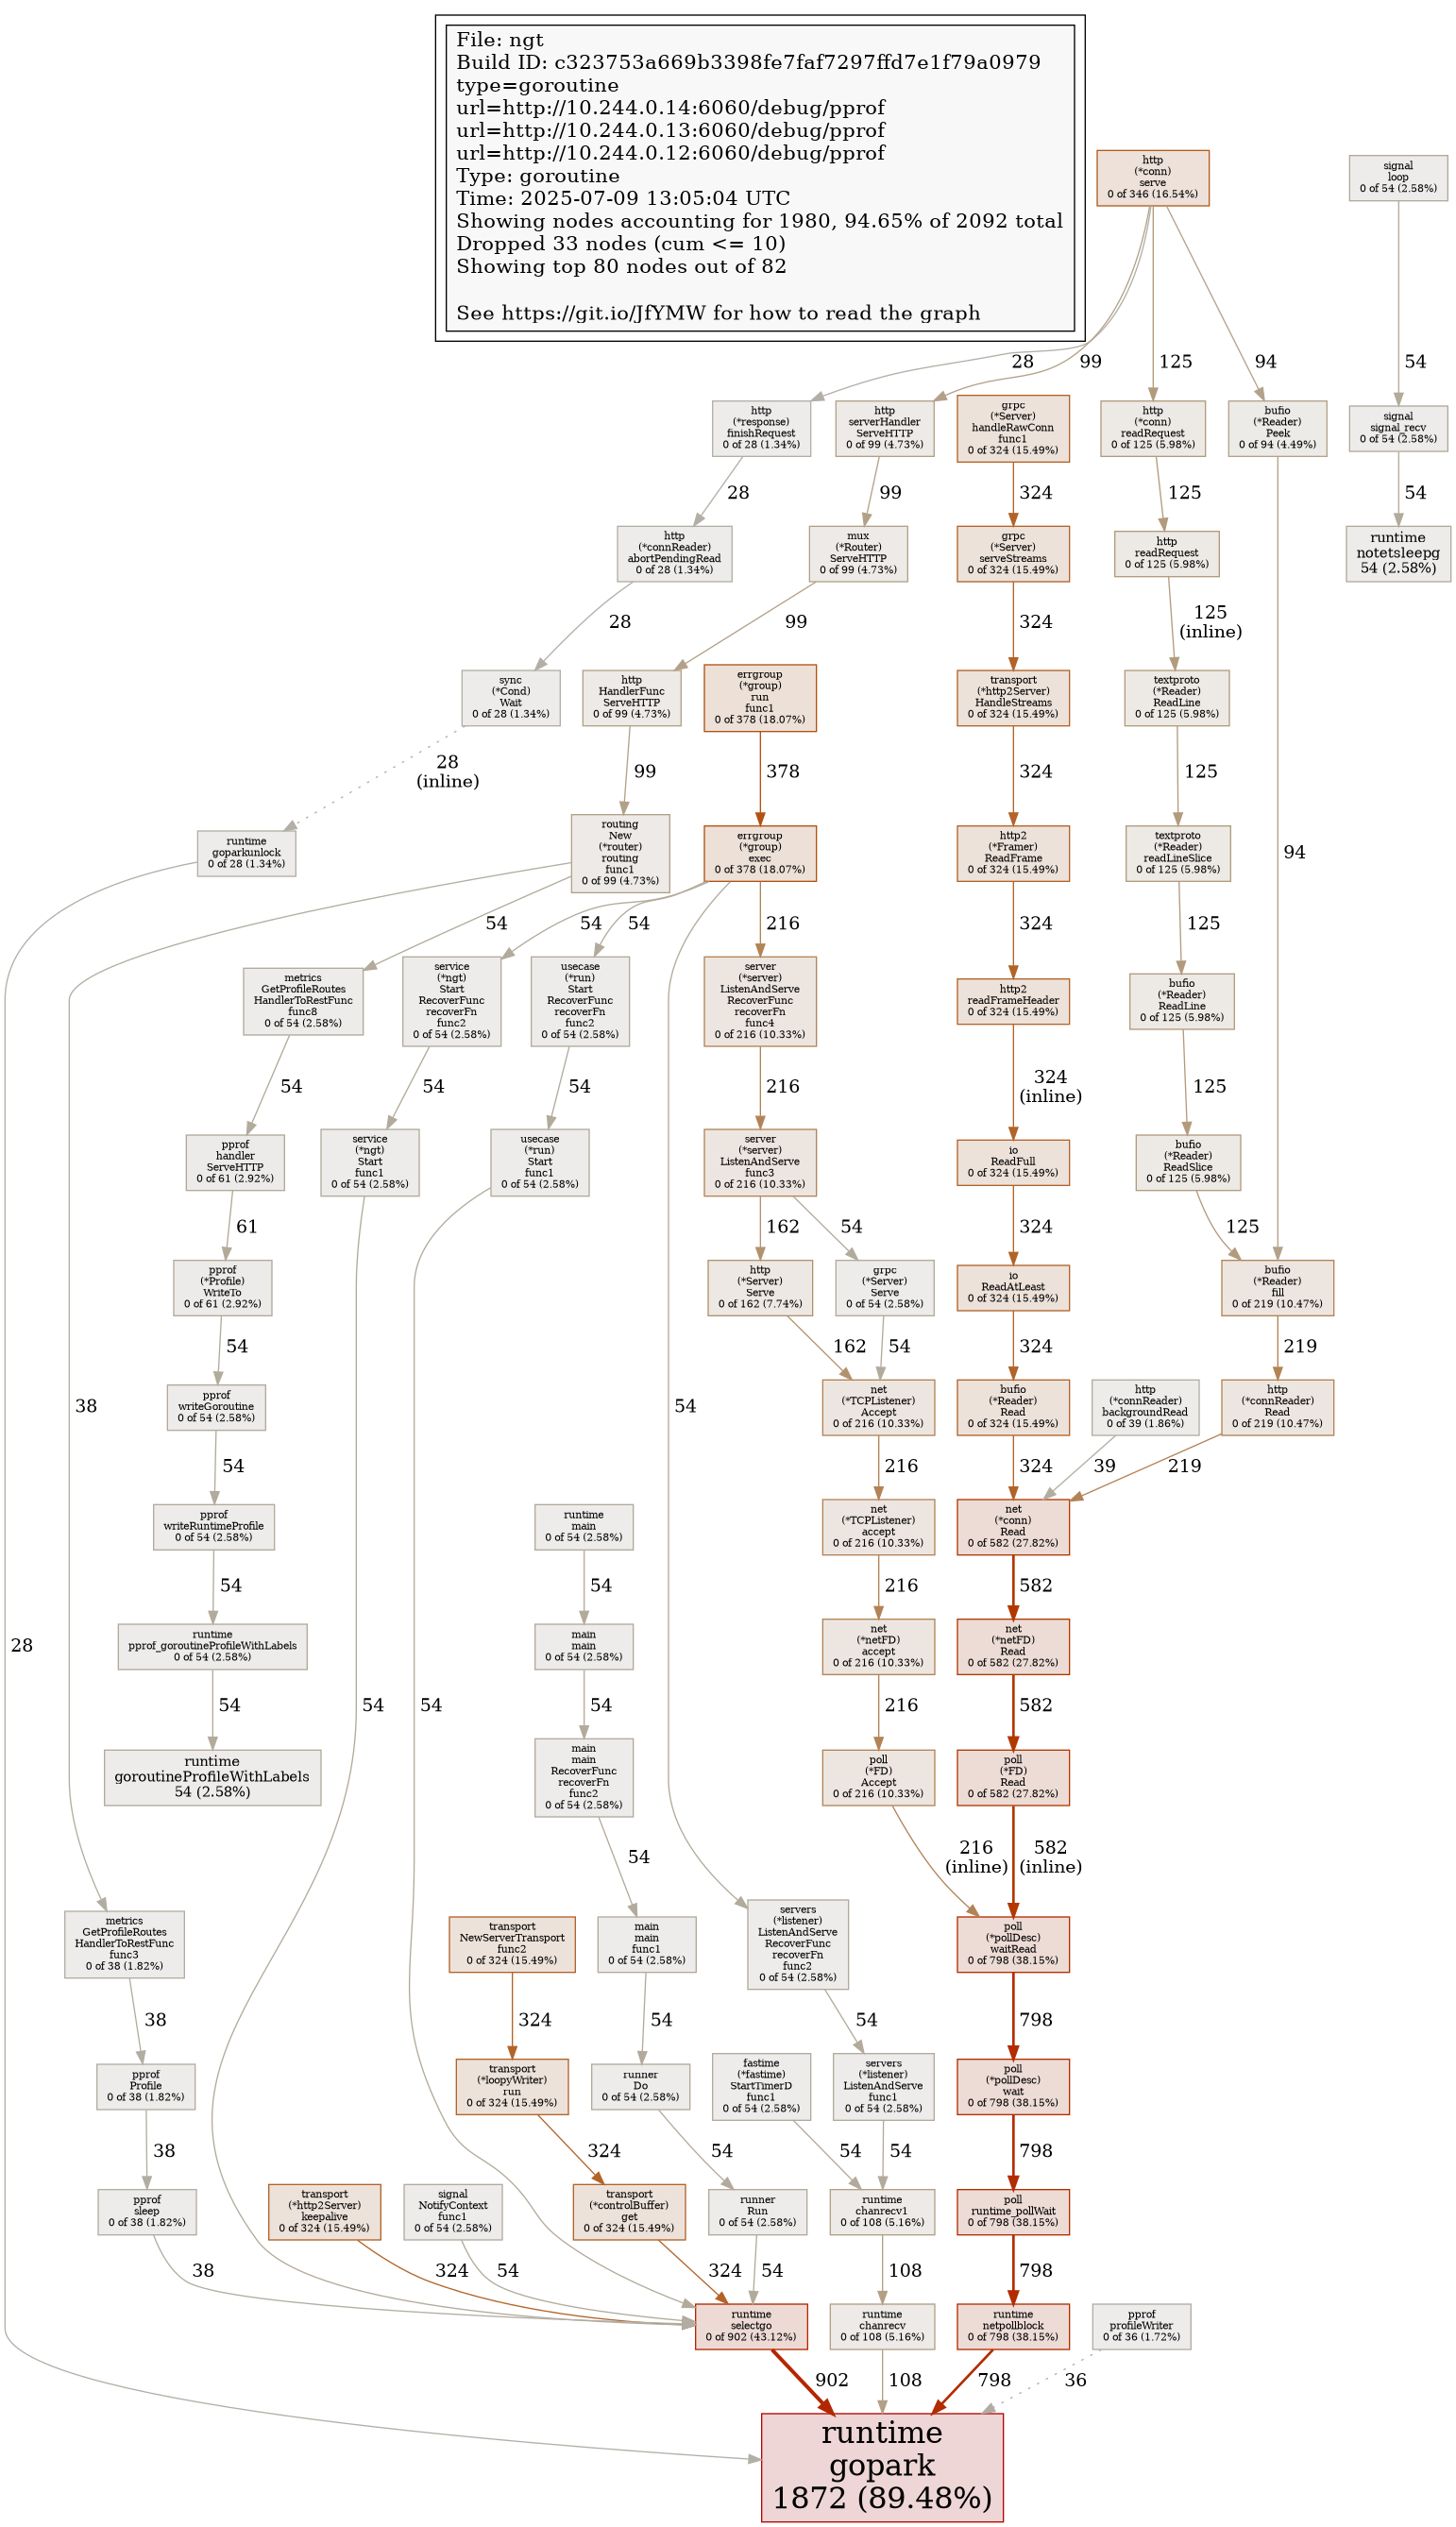 File: ngt
Build ID: c323753a669b3398fe7faf7297ffd7e1f79a0979
type=goroutine
url=http://10.244.0.14:6060/debug/pprof
url=http://10.244.0.13:6060/debug/pprof
url=http://10.244.0.12:6060/debug/pprof
Type: goroutine
Time: 2025-07-09 13:05:04 UTC
Showing nodes accounting for 1980, 94.65% of 2092 total
Dropped 33 nodes (cum <= 10)
Showing top 80 nodes out of 82
See https://git.io/JfYMW for how to read the graph
http
(*conn)
serve
0 of 346 (16.54%)
signal
loop
0 of 54 (2.58%)
28
99
125
94
54
http
(*response)
finishRequest
0 of 28 (1.34%)
http
serverHandler
ServeHTTP
0 of 99 (4.73%)
grpc
(*Server)
handleRawConn
func1
0 of 324 (15.49%)
http
(*conn)
readRequest
0 of 125 (5.98%)
bufio
(*Reader)
Peek
0 of 94 (4.49%)
signal
signal_recv
0 of 54 (2.58%)
28
99
324
125
54
http
(*connReader)
abortPendingRead
0 of 28 (1.34%)
mux
(*Router)
ServeHTTP
0 of 99 (4.73%)
grpc
(*Server)
serveStreams
0 of 324 (15.49%)
http
readRequest
0 of 125 (5.98%)
runtime
notetsleepg
54 (2.58%)
28
99
324
125
(inline)
sync
(*Cond)
Wait
0 of 28 (1.34%)
http
HandlerFunc
ServeHTTP
0 of 99 (4.73%)
errgroup
(*group)
run
func1
0 of 378 (18.07%)
transport
(*http2Server)
HandleStreams
0 of 324 (15.49%)
textproto
(*Reader)
ReadLine
0 of 125 (5.98%)
28
(inline)
99
378
324
125
runtime
goparkunlock
0 of 28 (1.34%)
routing
New
(*router)
routing
func1
0 of 99 (4.73%)
errgroup
(*group)
exec
0 of 378 (18.07%)
http2
(*Framer)
ReadFrame
0 of 324 (15.49%)
textproto
(*Reader)
readLineSlice
0 of 125 (5.98%)
94
54
54
54
216
324
125
metrics
GetProfileRoutes
HandlerToRestFunc
func8
0 of 54 (2.58%)
service
(*ngt)
Start
RecoverFunc
recoverFn
func2
0 of 54 (2.58%)
usecase
(*run)
Start
RecoverFunc
recoverFn
func2
0 of 54 (2.58%)
server
(*server)
ListenAndServe
RecoverFunc
recoverFn
func4
0 of 216 (10.33%)
http2
readFrameHeader
0 of 324 (15.49%)
bufio
(*Reader)
ReadLine
0 of 125 (5.98%)
54
54
54
216
324
(inline)
125
pprof
handler
ServeHTTP
0 of 61 (2.92%)
service
(*ngt)
Start
func1
0 of 54 (2.58%)
usecase
(*run)
Start
func1
0 of 54 (2.58%)
server
(*server)
ListenAndServe
func3
0 of 216 (10.33%)
io
ReadFull
0 of 324 (15.49%)
bufio
(*Reader)
ReadSlice
0 of 125 (5.98%)
61
162
54
324
125
pprof
(*Profile)
WriteTo
0 of 61 (2.92%)
http
(*Server)
Serve
0 of 162 (7.74%)
grpc
(*Server)
Serve
0 of 54 (2.58%)
io
ReadAtLeast
0 of 324 (15.49%)
bufio
(*Reader)
fill
0 of 219 (10.47%)
54
162
54
324
219
38
54
pprof
writeGoroutine
0 of 54 (2.58%)
net
(*TCPListener)
Accept
0 of 216 (10.33%)
bufio
(*Reader)
Read
0 of 324 (15.49%)
http
(*connReader)
backgroundRead
0 of 39 (1.86%)
http
(*connReader)
Read
0 of 219 (10.47%)
54
216
324
39
219
pprof
writeRuntimeProfile
0 of 54 (2.58%)
runtime
main
0 of 54 (2.58%)
net
(*TCPListener)
accept
0 of 216 (10.33%)
net
(*conn)
Read
0 of 582 (27.82%)
54
54
216
582
28
runtime
pprof_goroutineProfileWithLabels
0 of 54 (2.58%)
main
main
0 of 54 (2.58%)
net
(*netFD)
accept
0 of 216 (10.33%)
net
(*netFD)
Read
0 of 582 (27.82%)
54
54
54
54
216
582
runtime
goroutineProfileWithLabels
54 (2.58%)
main
main
RecoverFunc
recoverFn
func2
0 of 54 (2.58%)
poll
(*FD)
Accept
0 of 216 (10.33%)
poll
(*FD)
Read
0 of 582 (27.82%)
54
216
(inline)
582
(inline)
metrics
GetProfileRoutes
HandlerToRestFunc
func3
0 of 38 (1.82%)
transport
NewServerTransport
func2
0 of 324 (15.49%)
main
main
func1
0 of 54 (2.58%)
servers
(*listener)
ListenAndServe
RecoverFunc
recoverFn
func2
0 of 54 (2.58%)
poll
(*pollDesc)
waitRead
0 of 798 (38.15%)
38
324
54
54
798
pprof
Profile
0 of 38 (1.82%)
transport
(*loopyWriter)
run
0 of 324 (15.49%)
runner
Do
0 of 54 (2.58%)
fastime
(*fastime)
StartTimerD
func1
0 of 54 (2.58%)
servers
(*listener)
ListenAndServe
func1
0 of 54 (2.58%)
poll
(*pollDesc)
wait
0 of 798 (38.15%)
38
324
54
54
54
798
pprof
sleep
0 of 38 (1.82%)
transport
(*http2Server)
keepalive
0 of 324 (15.49%)
signal
NotifyContext
func1
0 of 54 (2.58%)
transport
(*controlBuffer)
get
0 of 324 (15.49%)
runner
Run
0 of 54 (2.58%)
runtime
chanrecv1
0 of 108 (5.16%)
poll
runtime_pollWait
0 of 798 (38.15%)
38
324
54
324
54
108
798
runtime
selectgo
0 of 902 (43.12%)
runtime
chanrecv
0 of 108 (5.16%)
runtime
netpollblock
0 of 798 (38.15%)
pprof
profileWriter
0 of 36 (1.72%)
902
108
798
36
runtime
gopark
1872 (89.48%)